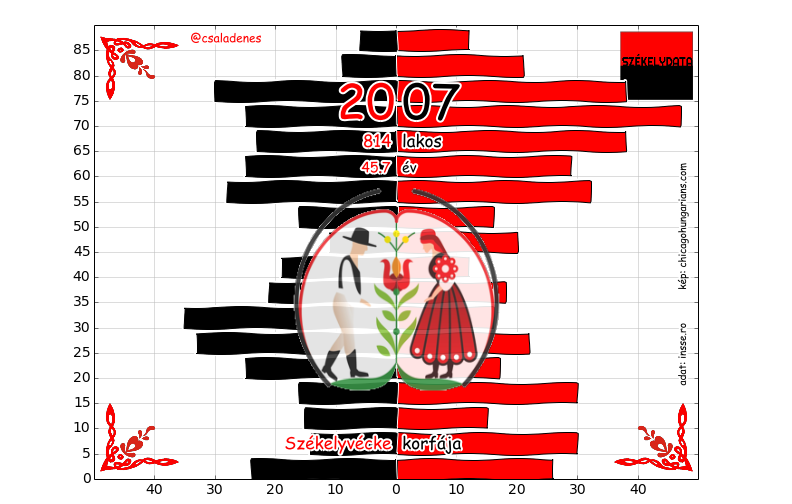 @csaladenes
SZÉKELYDATA
2007
814 lakos
45.7 év
kép: chicagohungarians.com
adat: insse.ro
Székelyvécke korfája
85
80
75
70
65
60
55
50
45
40
35
30
25
20
15
10
5
0
40 30 20 10 0 10 20 30 40